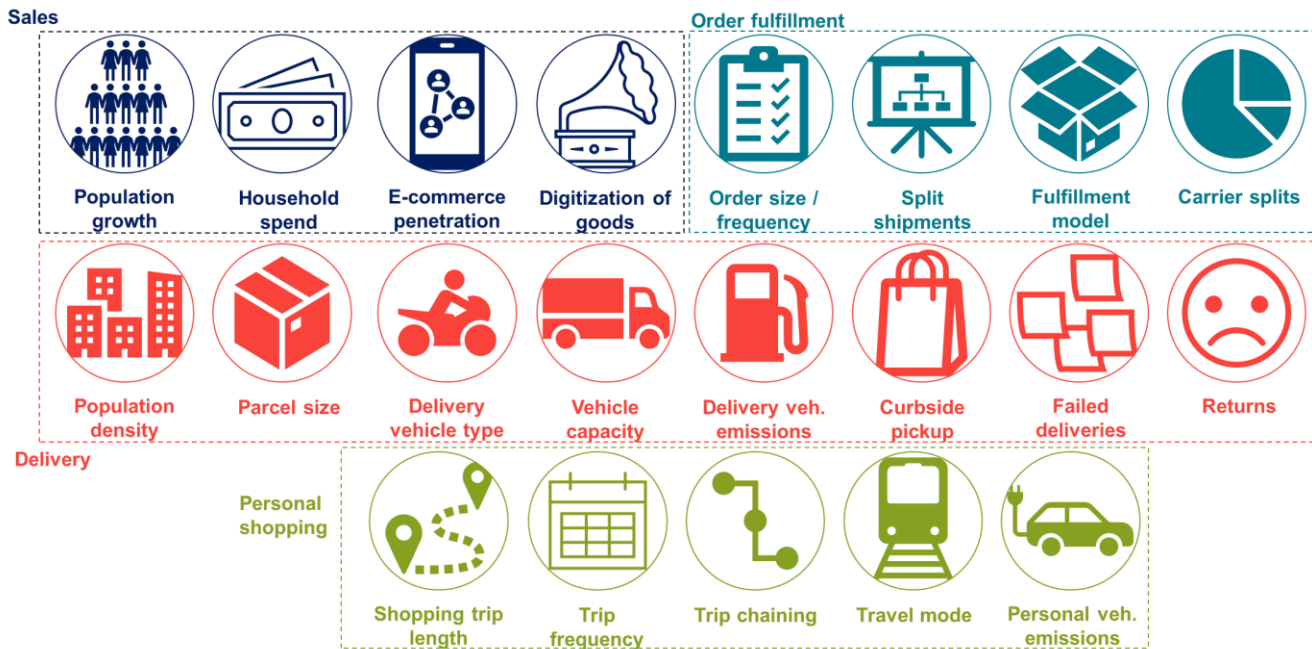 Sales
Order fulfillment
Population
growth
Household
spend
E-commerce
penetration
Digitization of
goods
Order size /
frequency
Split
shipments
Fulfillment
model
Carrier splits
Population
density
Parcel size
Delivery
vehicle type
Vehicle
capacity
Delivery veh.
emissions
Curbside
pickup
Failed
deliveries
Returns
Delivery
Personal
shopping
Shopping trip
length
Trip
frequency
Trip chaining
Travel mode
Personal veh.
emissions